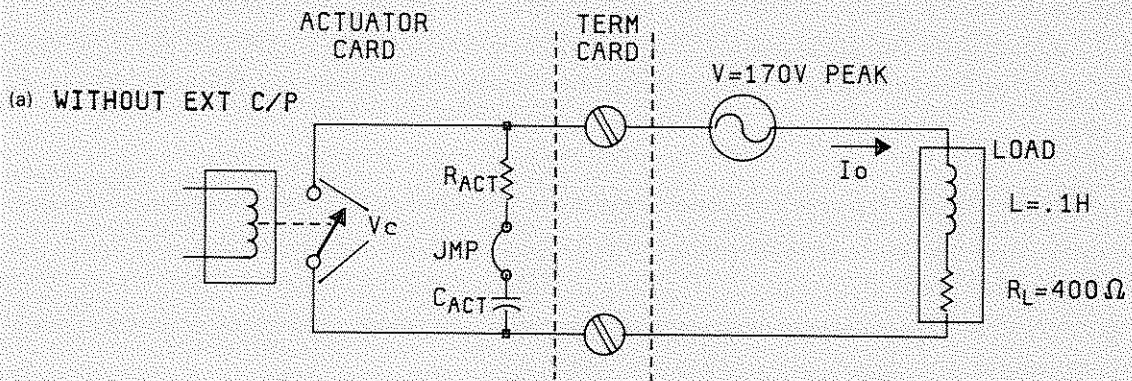 ACTUATOR
CARD
TERM
CARD
V=170V PEAK
(a) WITHOUT EXT C/P
LOAD
Io
RACT
L=.1H
Vc
JMP
CACT
RL=400Ω